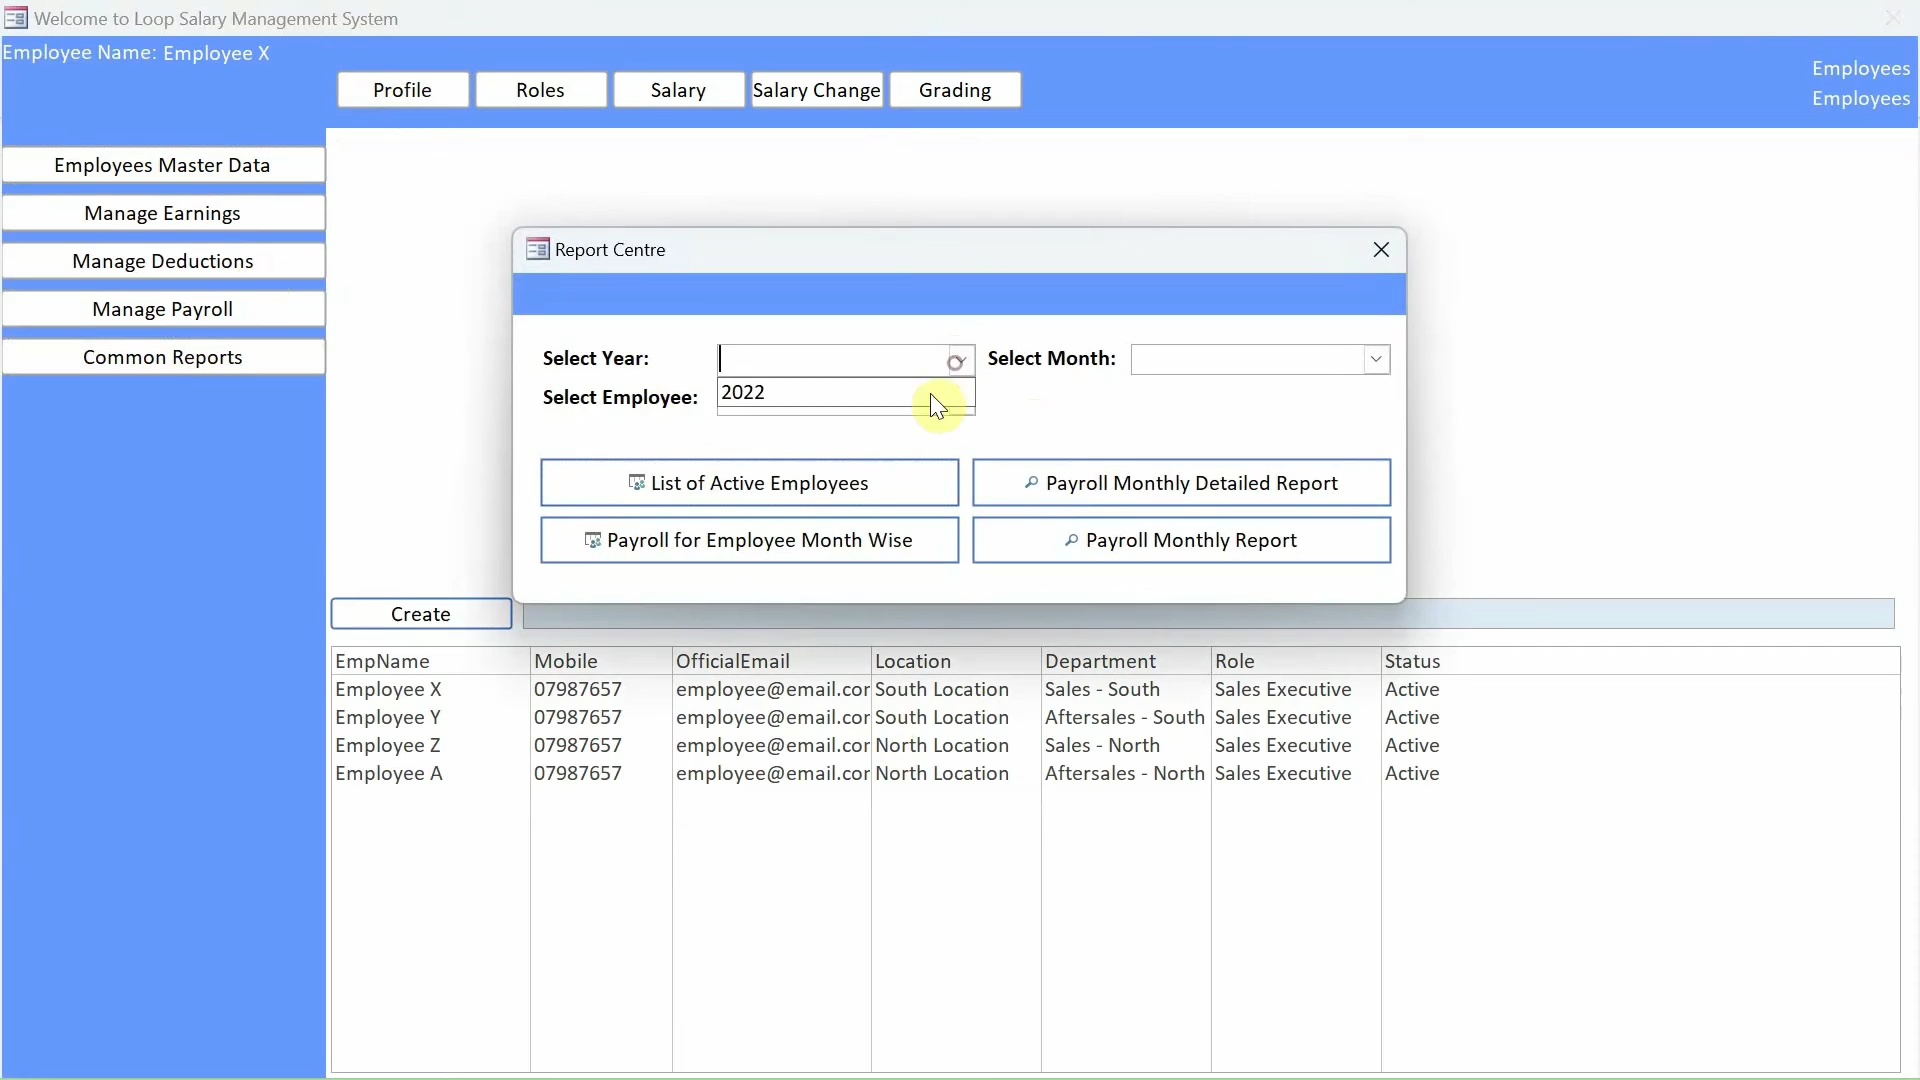 Welcome to Loop Salary Management System
Employee Name: Employee X
Profile Roles Salary Salary Change Grading
Employees
Employees
Employees Master Data
Manage Earnings
Manage Deductions
Manage Payroll
Common Reports
Report Centre
Select Year: Select Month:
2022
Select Employee:
List of Active Employees Payroll Monthly Detailed Report
Payroll for Employee Month Wise Payroll Monthly Report
Create
EmpName Mobile OfficialEmail Location Department Role Status
Employee X 07987657 employee@email.cor South Location Sales - South Sales Executive Active
Employee Y 07987657 employee@email.cor South Location Aftersales - South Sales Executive Active
Employee Z 07987657 employee@email.cor North Location Sales - North Sales Executive Active
Employee A 07987657 employee@email.cor North Location Aftersales - North Sales Executive Active